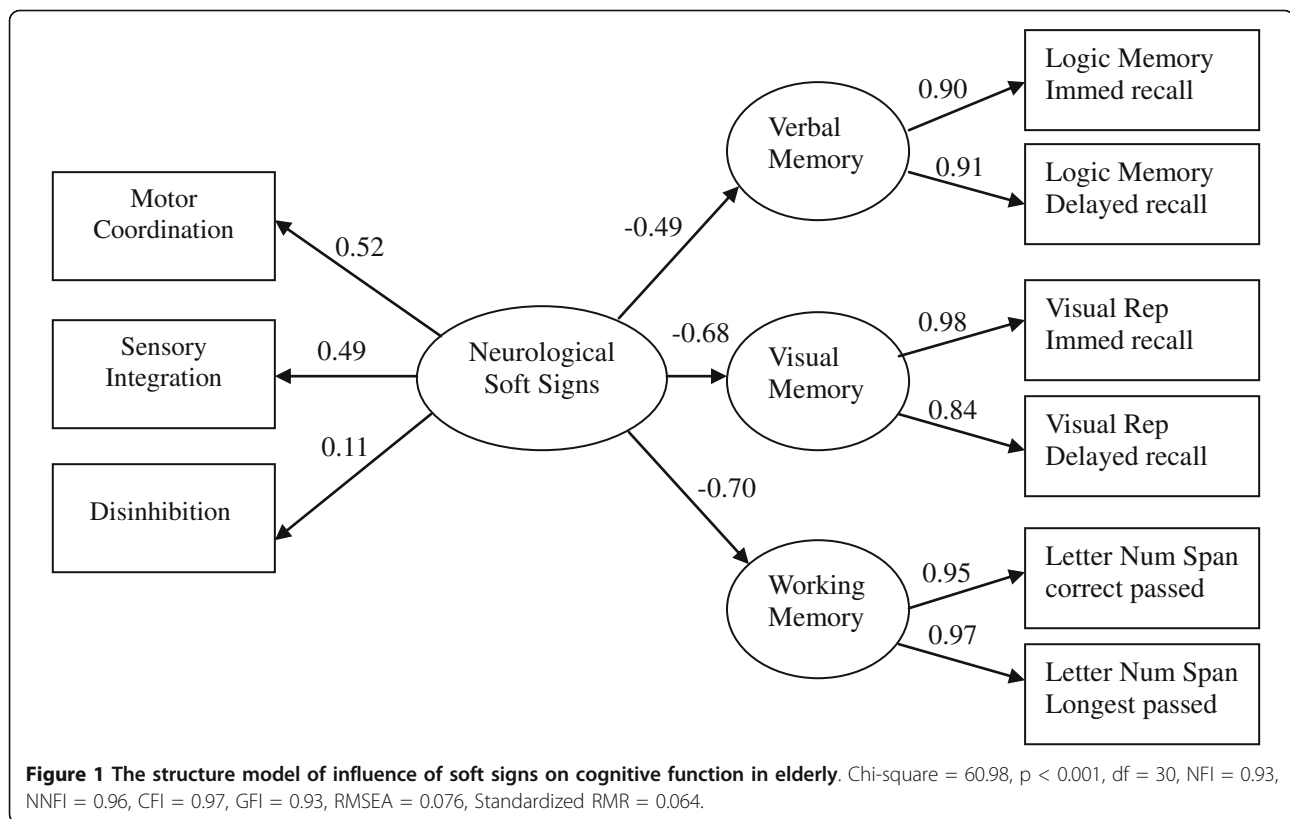 Motor
Coordination
Sensory
Integration
Disinhibition
0.52
0.49
0.11
Neurological
Soft Signs
-0.49
-0.68
-0.70
Verbal
Memory
Visual
Memory
Working
Memory
0.90
0.91
0.98
0.84
0.95
0.97
Logic Memory
Immed recall
Logic Memory
Delayed recall
Visual Rep
Immed recall
Visual Rep
Delayed recall
Letter Num Span
correct passed
Letter Num Span
Longest passed
Figure 1 The structure model of influence of soft signs on cognitive function in elderly. Chi-square = 60.98, p < 0.001, df = 30, NFI = 0.93,
NNFI = 0.96, CFI = 0.97, GFI = 0.93, RMSEA = 0.076, Standardized RMR = 0.064.